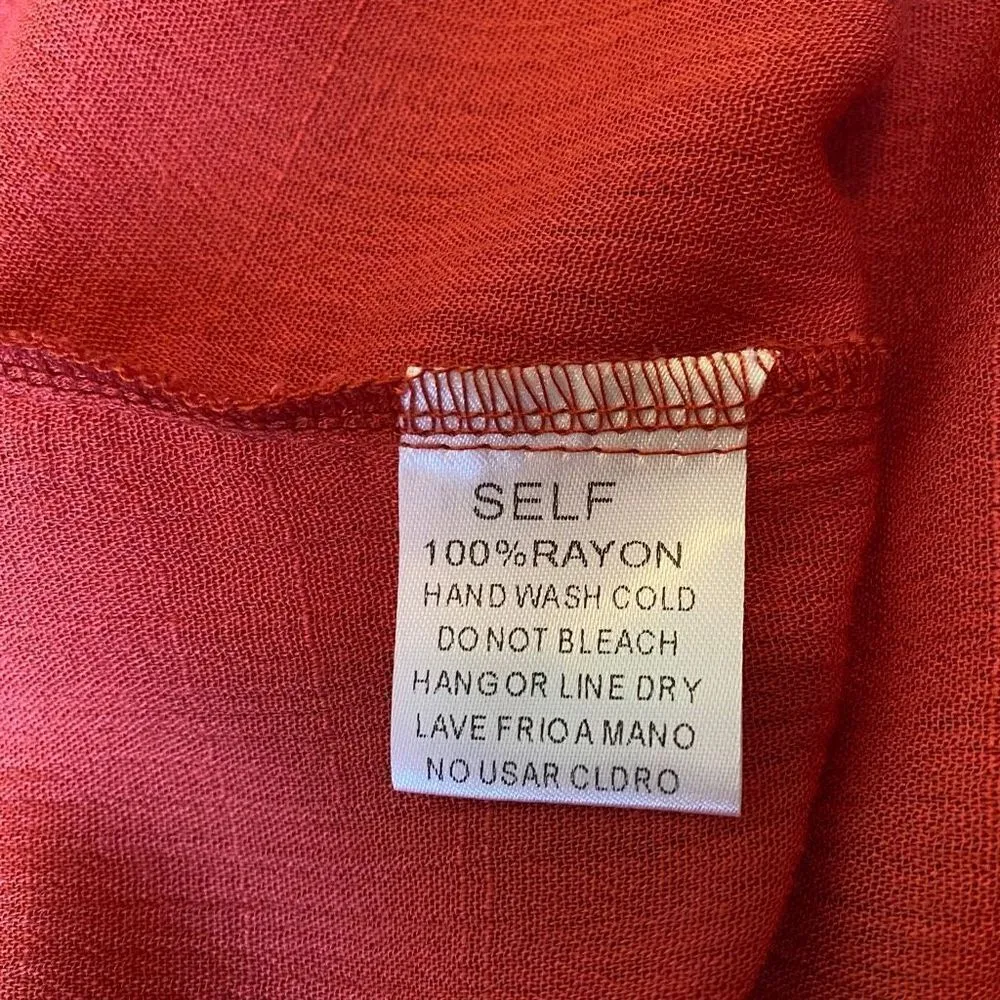 SELF
100%RAYON
HAND WASH COLD
DO NOT BLEACH
HANG OR LINE DRY
LAVE FRIO A MANO
NO USAR CLDRO